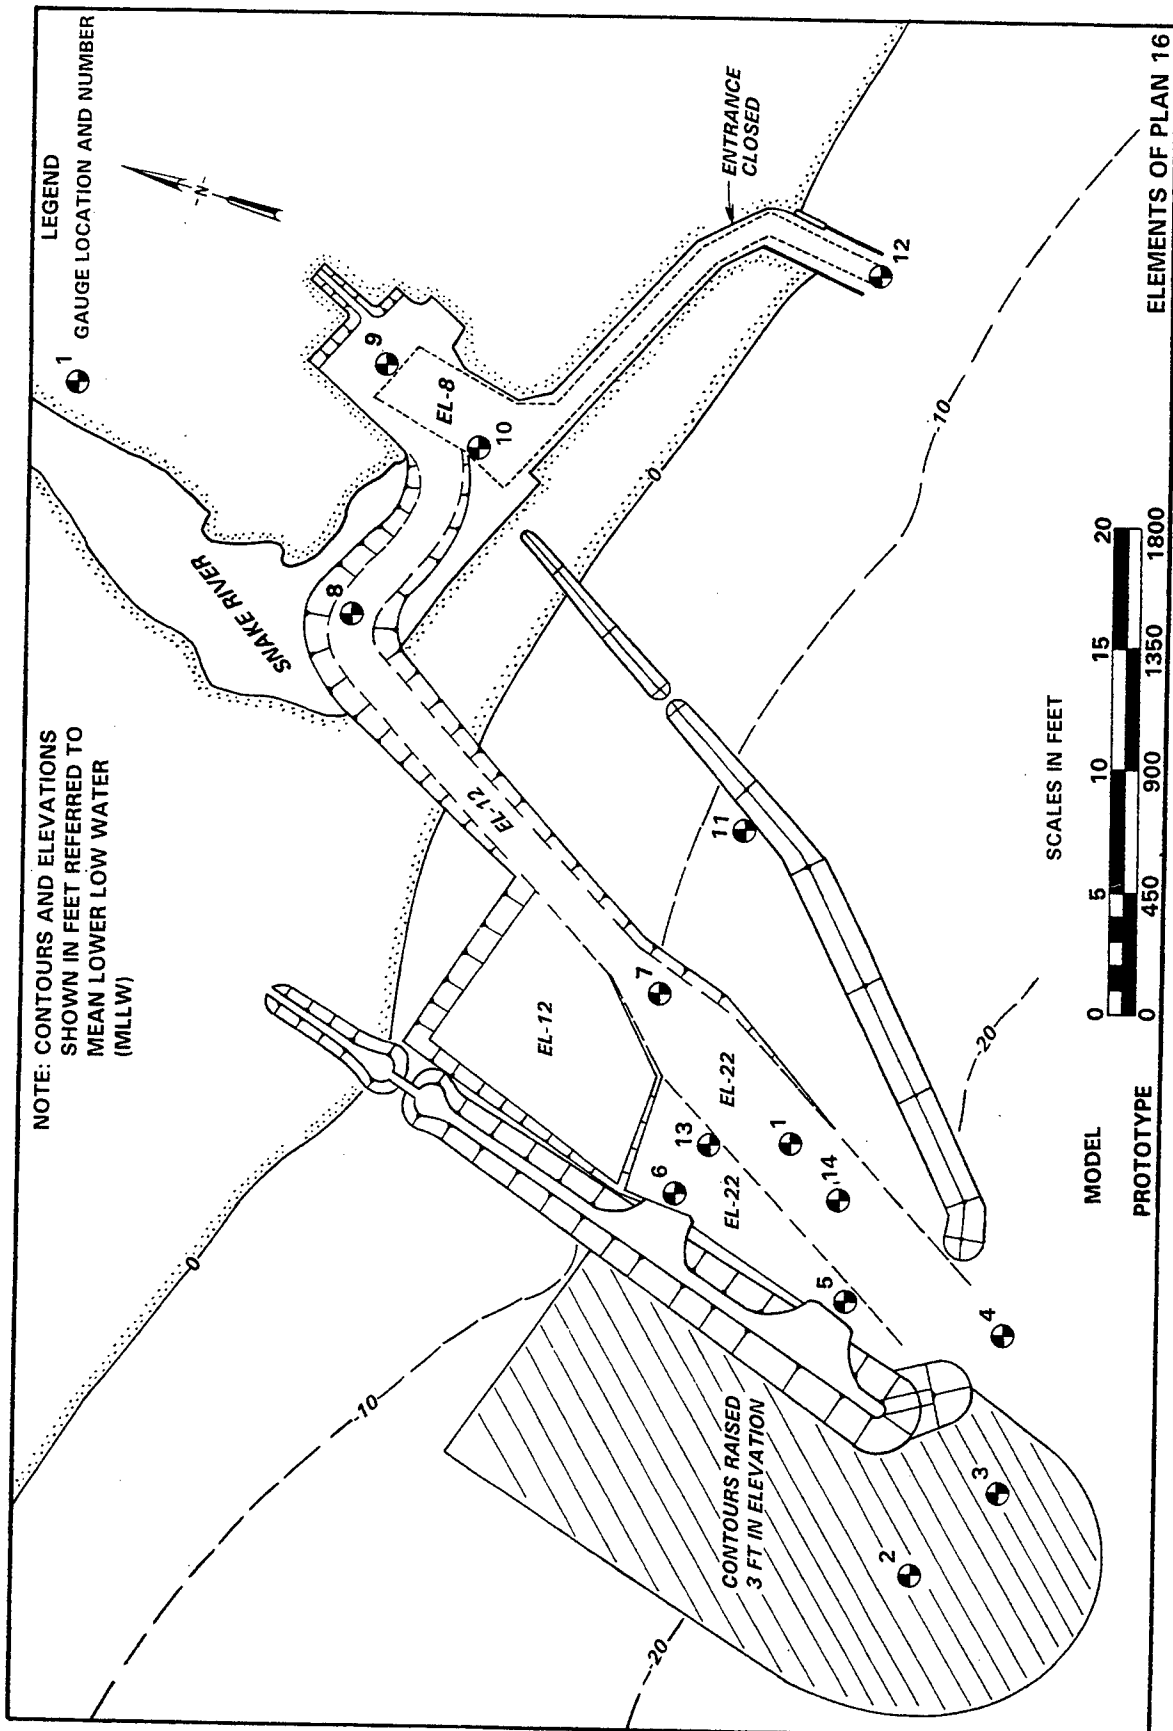 NOTE: CONTOURS AND ELEVATIONS
SHOWN IN FEET REFERRED TO
MEAN LOWER LOW WATER
(MLLW)
LEGEND
1
GAUGE LOCATION AND NUMBER
N
SNAKE RIVER
8
9
EL-8
10
ENTRANCE
CLOSED
12
0
0
-10
-10
-20
-20
EL-12
EL-12
7
11
EL-22
13
6
EL-22
1
14
5
4
CONTOURS RAISED
3 FT IN ELEVATION
2
3
SCALES IN FEET
MODEL
0 5 10 15 20
PROTOTYPE
0 450 900 1350 1800
ELEMENTS OF PLAN 16